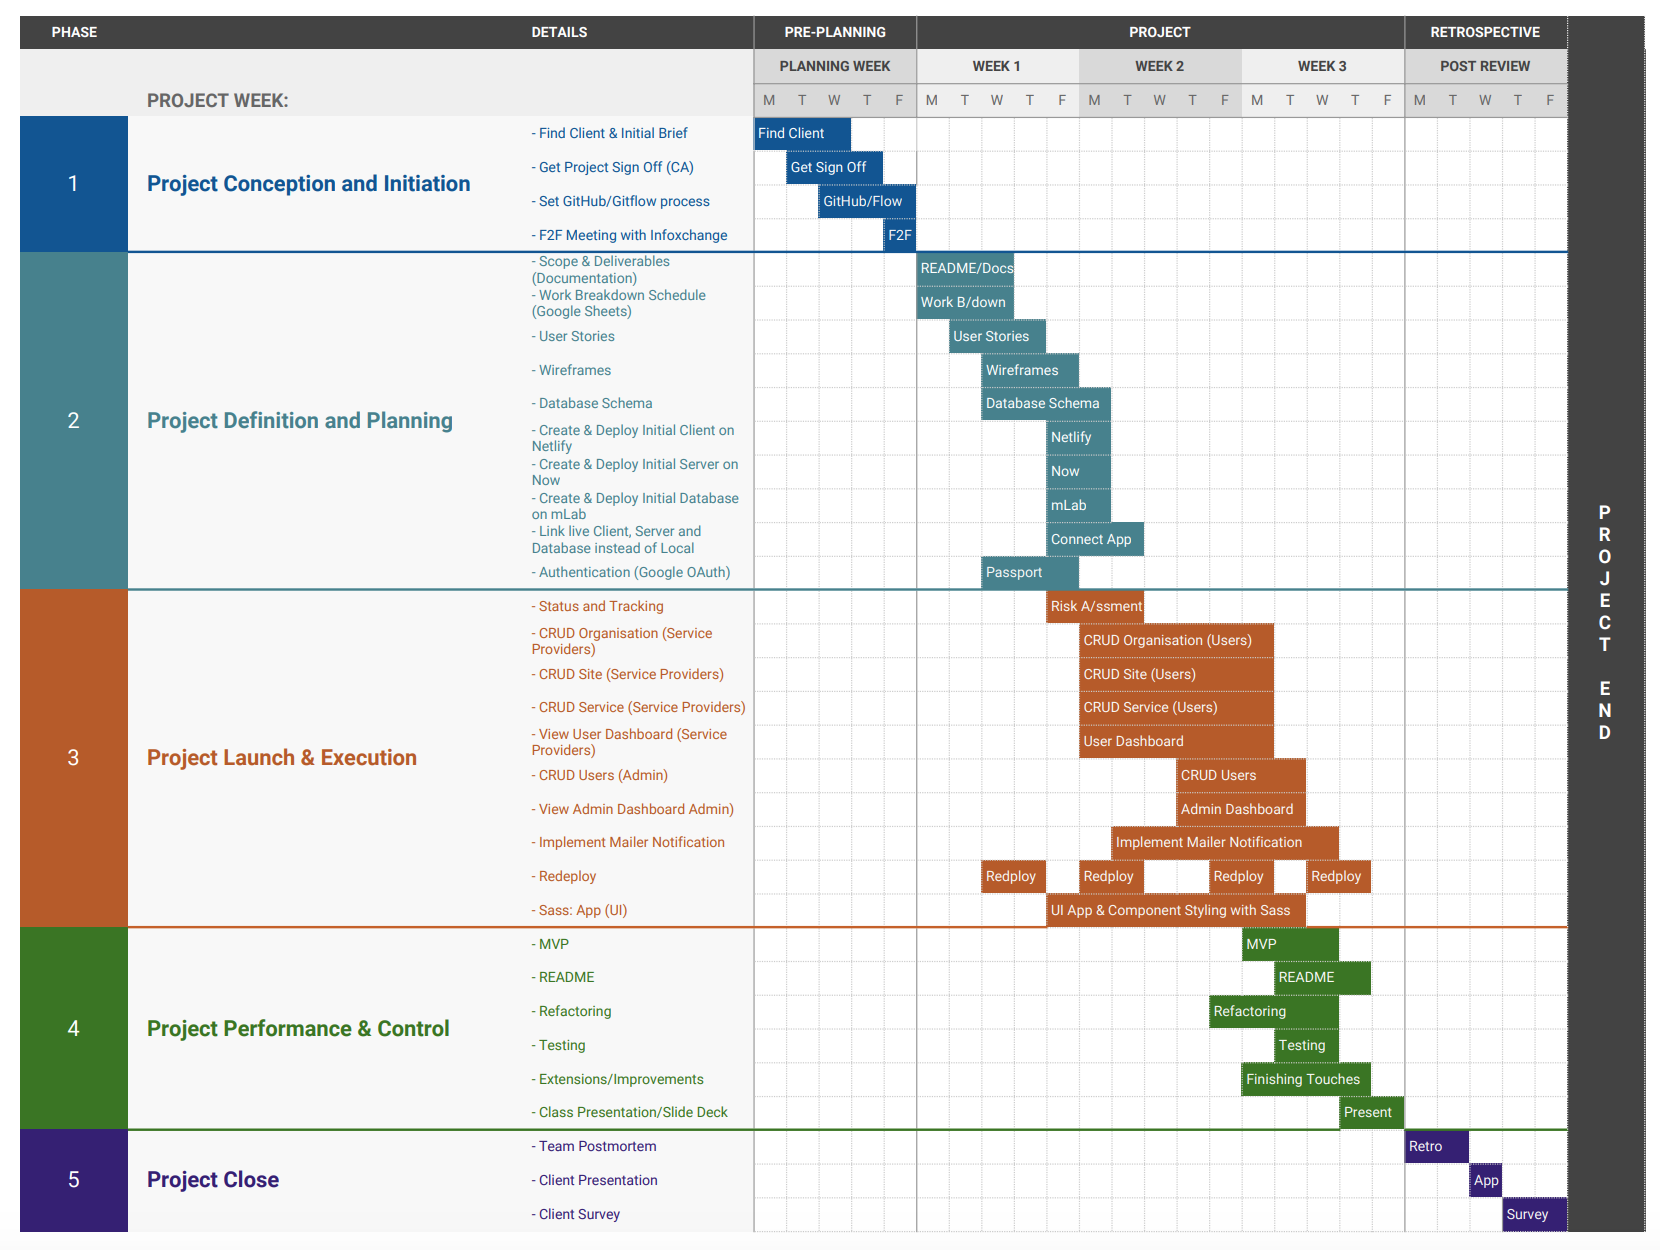 PHASE DETAILS PRE-PLANNING PROJECT RETROSPECTIVE
PLANNING WEEK WEEK 1 WEEK 2 WEEK 3 POST REVIEW
PROJECT WEEK: M T W T F M T W T F M T W T F M T W T F M T W T F
1
Project Conception and Initiation
- Find Client & Initial Brief Find Client
- Get Project Sign Off (CA) Get Sign Off
- Set GitHub/Gitflow process GitHub/Flow
- F2F Meeting with Infoxchange F2F
2
Project Definition and Planning
- Scope & Deliverables
(Documentation)
README/Docs
- Work Breakdown Schedule
(Google Sheets)
Work B/down
- User Stories User Stories
- Wireframes Wireframes
- Database Schema Database Schema
- Create & Deploy Initial Client on
Netlify
Netlify
- Create & Deploy Initial Server on
Now
Now
- Create & Deploy Initial Database
on mLab
mLab
- Link live Client, Server and
Database instead of Local
Connect App
- Authentication (Google OAuth) Passport
3
Project Launch & Execution
- Status and Tracking Risk A/ssment
- CRUD Organisation (Service
Providers)
CRUD Organisation (Users)
- CRUD Site (Service Providers) CRUD Site (Users)
- CRUD Service (Service Providers) CRUD Service (Users)
- View User Dashboard (Service
Providers)
User Dashboard
- CRUD Users (Admin) CRUD Users
- View Admin Dashboard Admin) Admin Dashboard
- Implement Mailer Notification Implement Mailer Notification
- Redeploy Redploy Redploy Redploy Redploy
- Sass: App (UI) UI App & Component Styling with Sass
4
Project Performance & Control
- MVP MVP
- README README
- Refactoring Refactoring
- Testing Testing
- Extensions/Improvements Finishing Touches
- Class Presentation/Slide Deck Present
5
Project Close
- Team Postmortem Retro
- Client Presentation App
- Client Survey Survey
PROJECT END